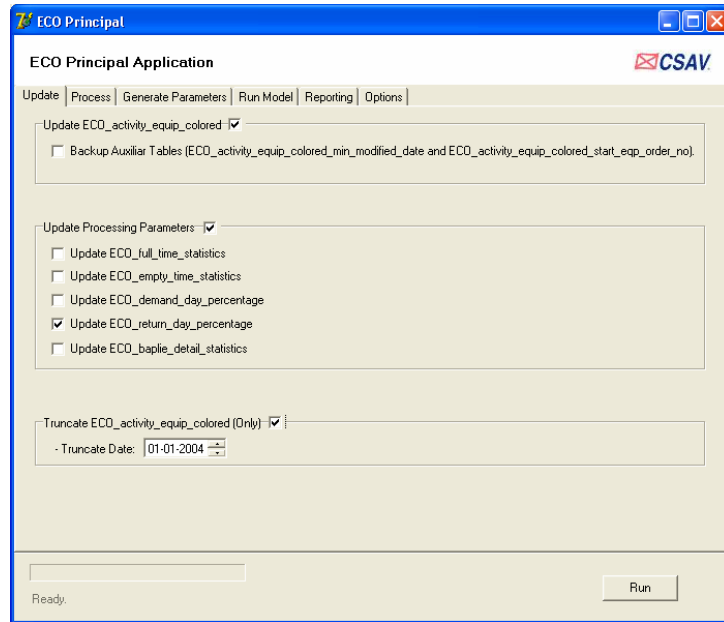 ECO Principal
ECO Principal Application
CSAV
Update Process Generate Parameters Run Model Reporting Options
Update ECO_activity_equip_colored
Backup Auxiliar Tables (ECO_activity_equip_colored_min_modified_date and ECO_activity_equip_colored_start_eqp_order_no).
Update Processing Parameters
Update ECO_full_time_statistics
Update ECO_empty_time_statistics
Update ECO_demand_day_percentage
Update ECO_return_day_percentage
Update ECO_baplie_detail_statistics
Truncate ECO_activity_equip_colored (Only)
- Truncate Date: 01-01-2004
Run
Ready.